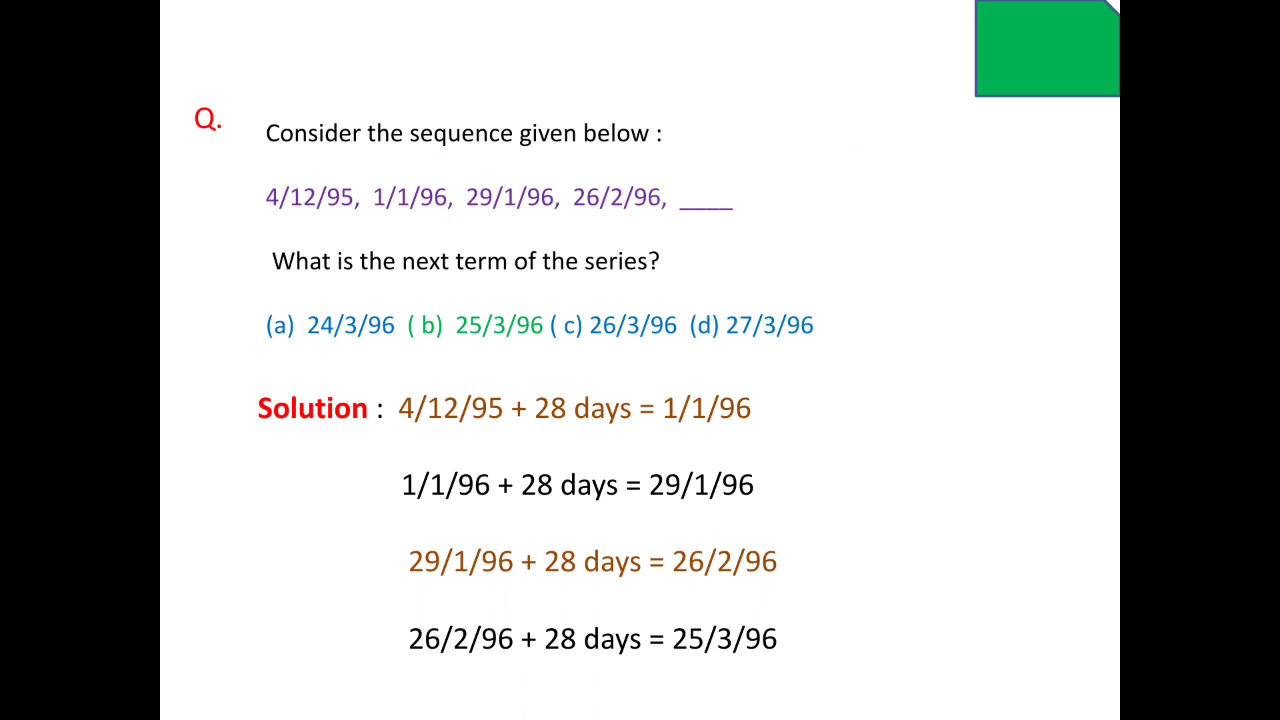 Q.
Consider the sequence given below :
4/12/95, 1/1/96, 29/1/96, 26/2/96, ____
What is the next term of the series?
(a) 24/3/96 ( b) 25/3/96 ( c) 26/3/96 (d) 27/3/96
Solution : 4/12/95 + 28 days = 1/1/96
1/1/96 + 28 days = 29/1/96
29/1/96 + 28 days = 26/2/96
26/2/96 + 28 days = 25/3/96